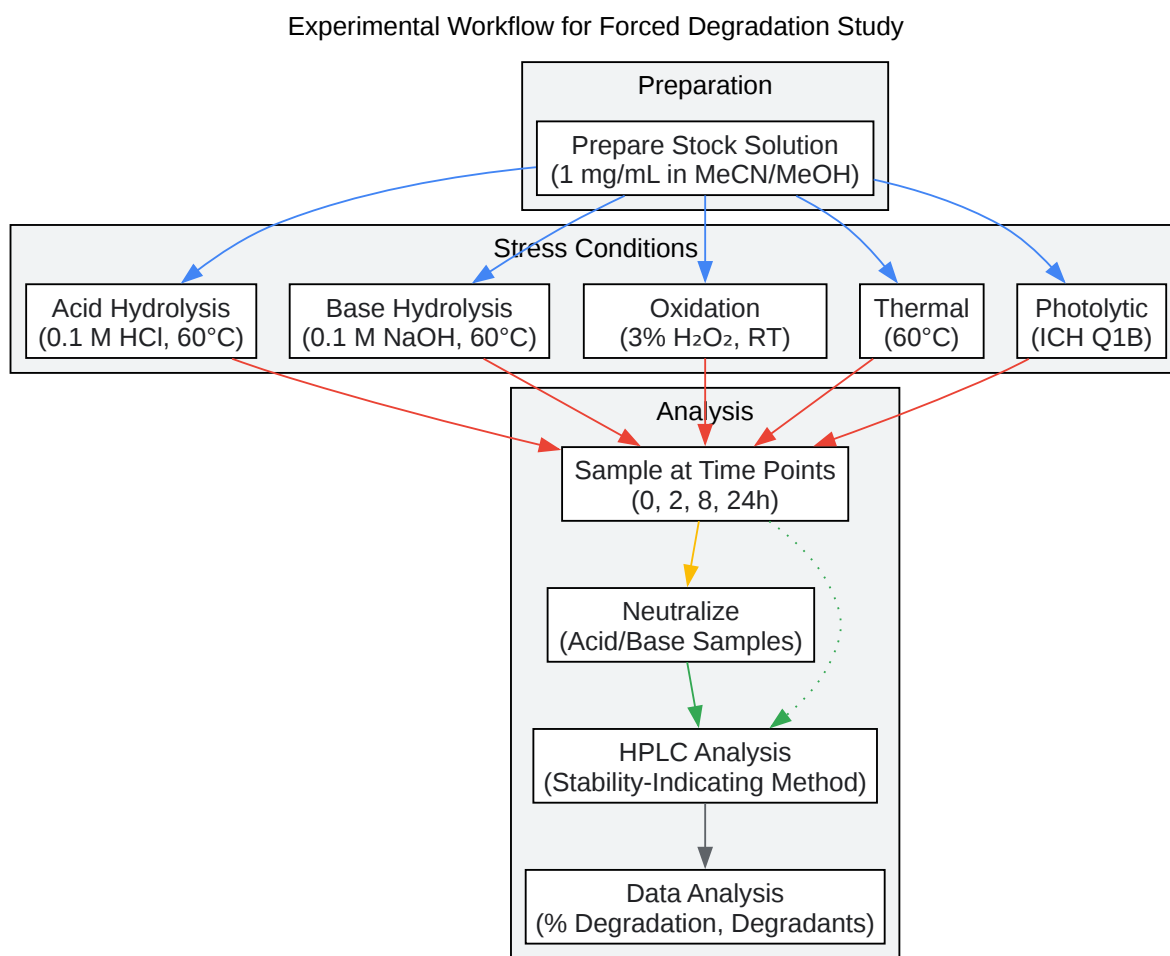 Experimental Workflow for Forced Degradation Study
Preparation
Prepare Stock Solution
(1 mg/mL in MeCN/MeOH)
Stress Conditions
Acid Hydrolysis
(0.1 M HCl, 60°C)
Base Hydrolysis
(0.1 M NaOH, 60°C)
Oxidation
(3% H₂O₂, RT)
Thermal
(60°C)
Photolytic
(ICH Q1B)
Analysis
Sample at Time Points
(0, 2, 8, 24h)
Neutralize
(Acid/Base Samples)
HPLC Analysis
(Stability-Indicating Method)
Data Analysis
(% Degradation, Degradants)